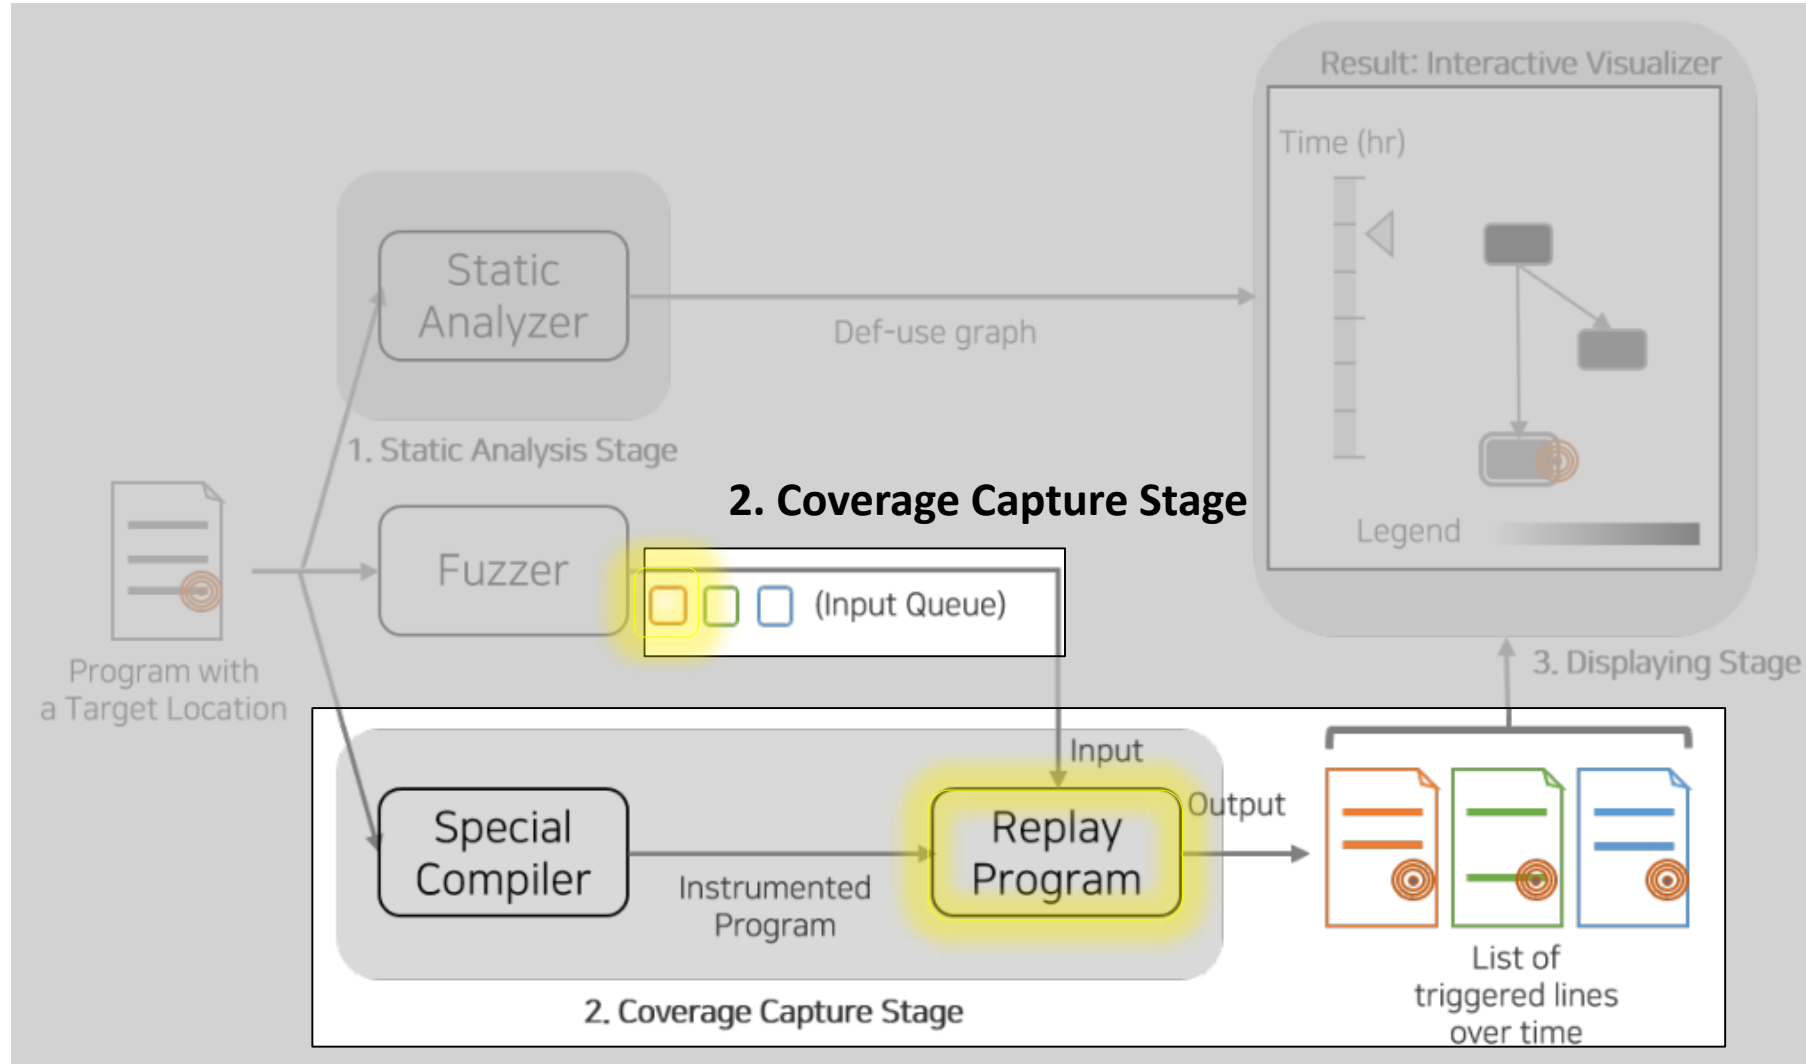 Result: Interactive Visualizer
Time (hr)
Static
Analyzer
Def-use graph
1. Static Analysis Stage
2. Coverage Capture Stage
Legend
Fuzzer
(Input Queue)
Program with
a Target Location
3. Displaying Stage
Input
Special
Compiler
Instrumented
Program
Replay
Program
Output
List of
triggered lines
over time
2. Coverage Capture Stage